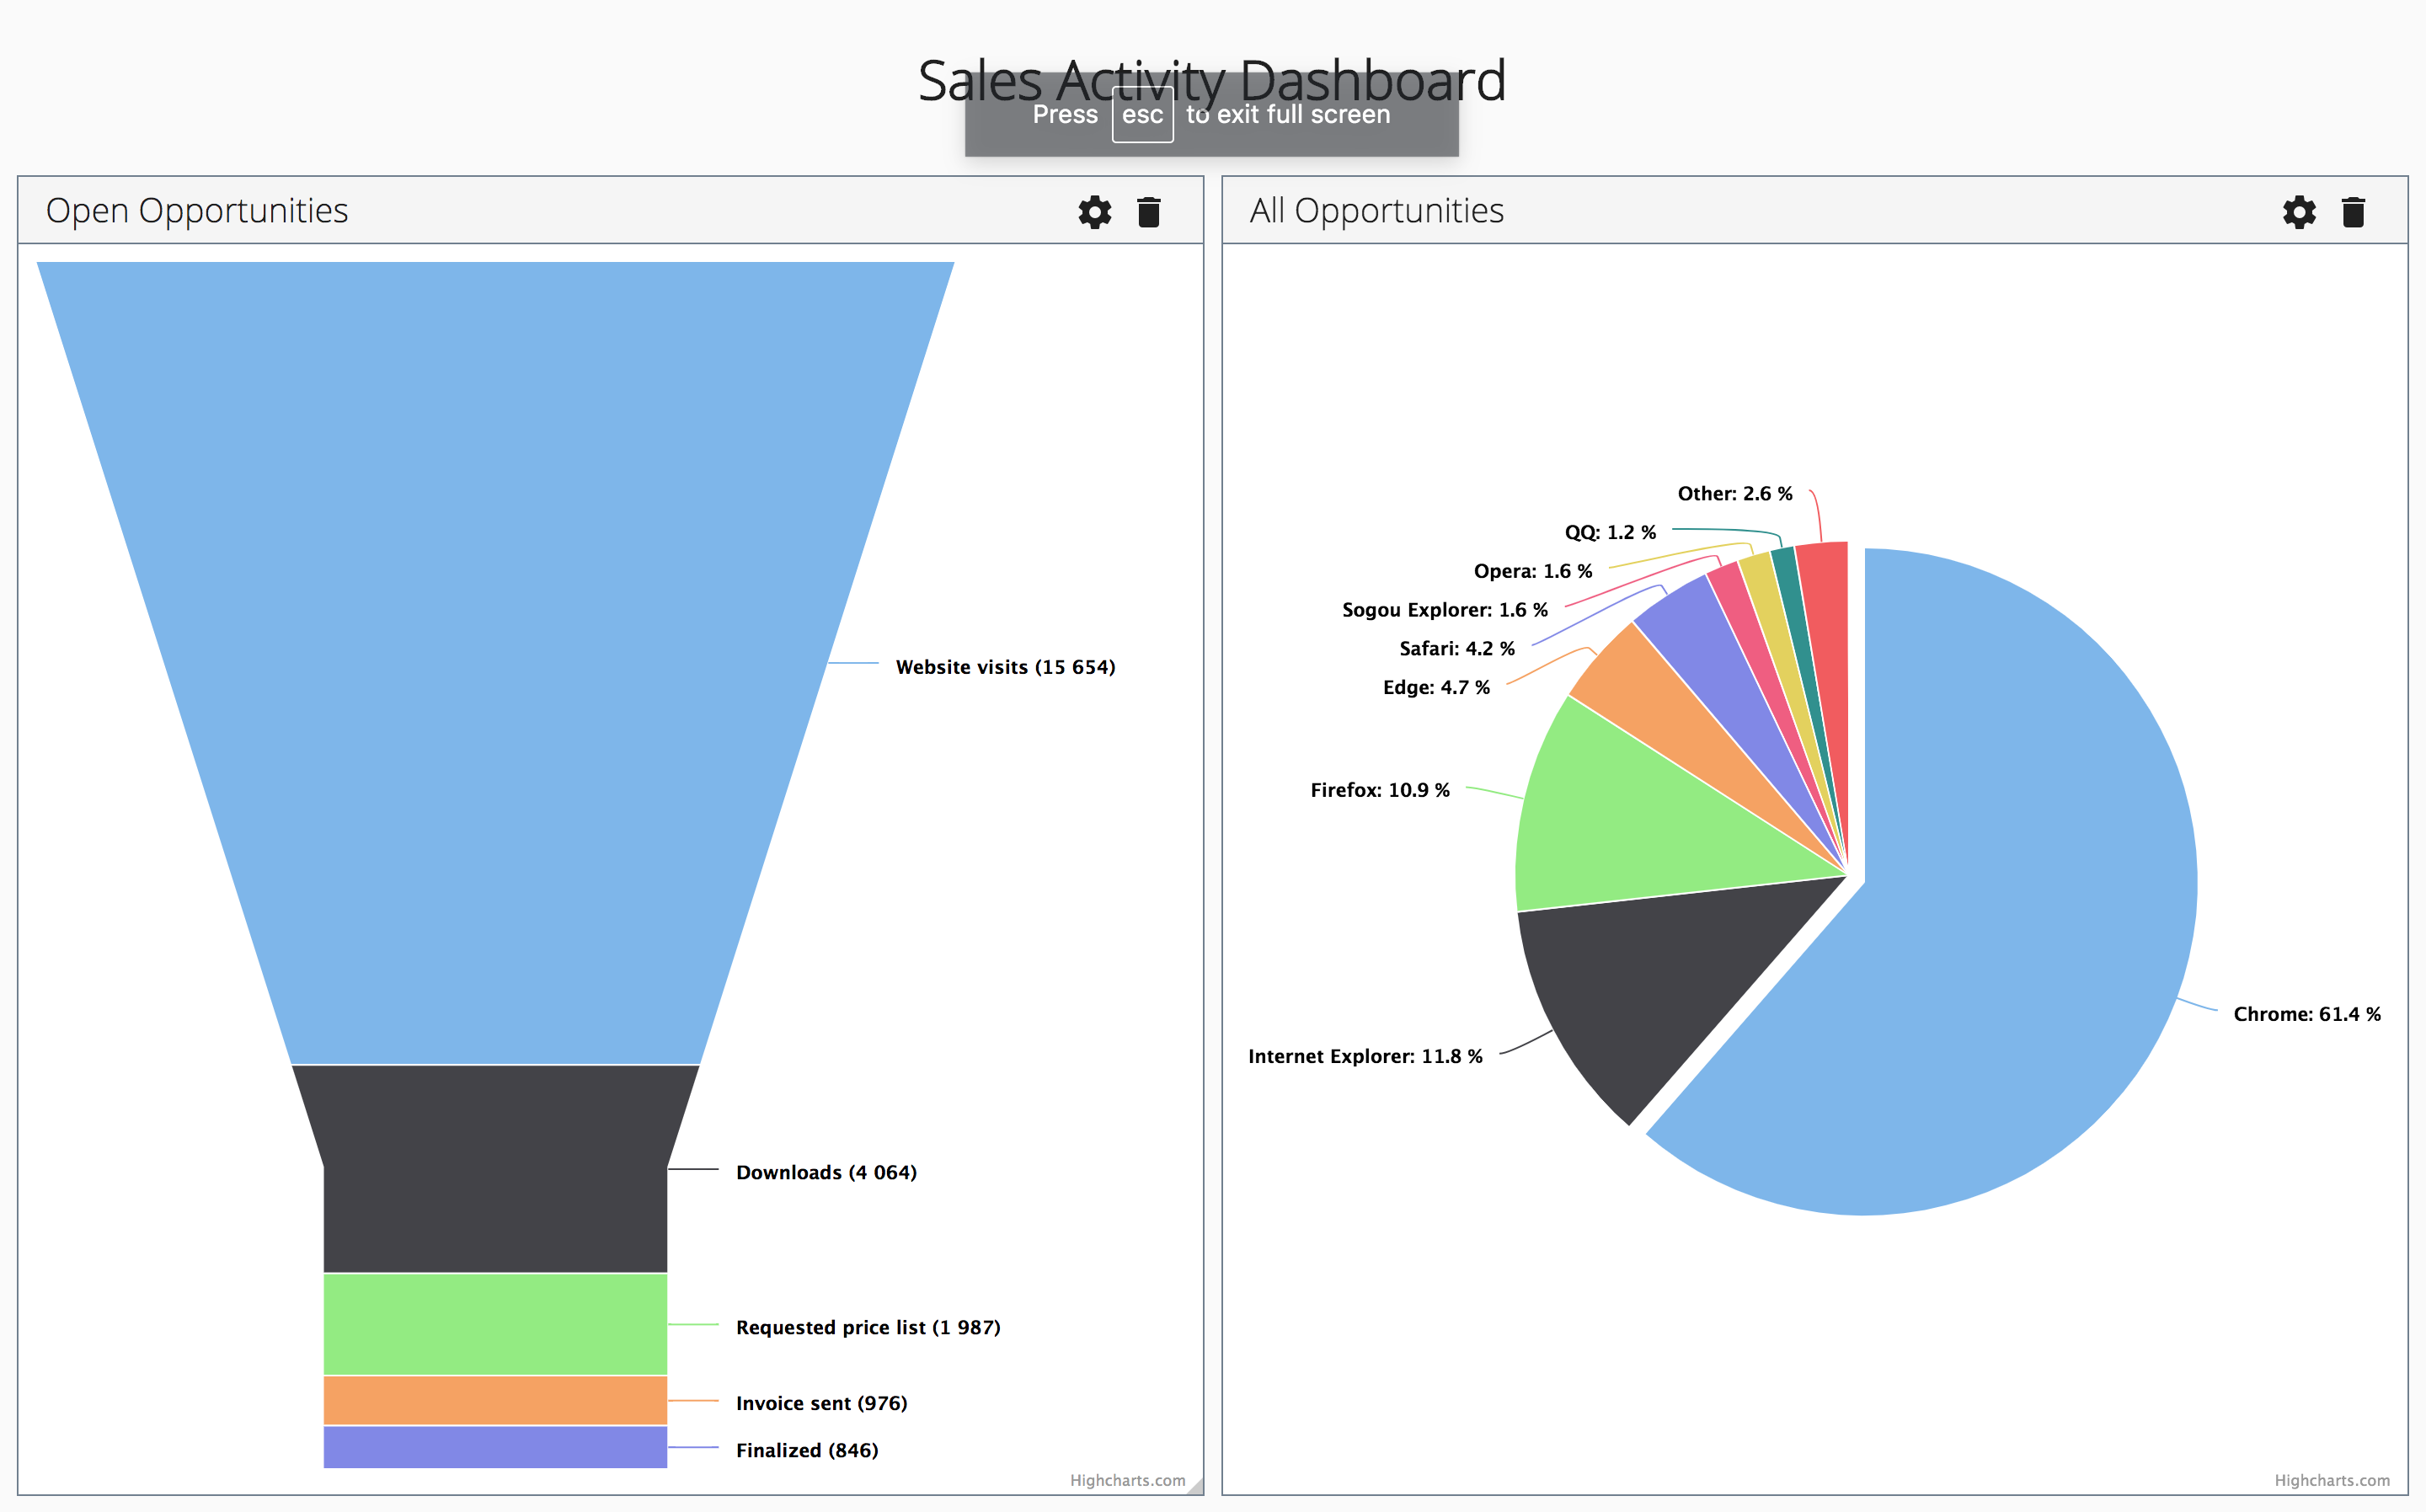 Sales Activity Dashboard
Press esc to exit full screen
Open Opportunities
Website visits (15 654)
Downloads (4 064)
Requested price list (1 987)
Invoice sent (976)
Finalized (846)
Highcharts.com
All Opportunities
Other: 2.6 %
QQ: 1.2 %
Opera: 1.6 %
Sogou Explorer: 1.6 %
Safari: 4.2 %
Edge: 4.7 %
Firefox: 10.9 %
Chrome: 61.4 %
Internet Explorer: 11.8 %
Highcharts.com